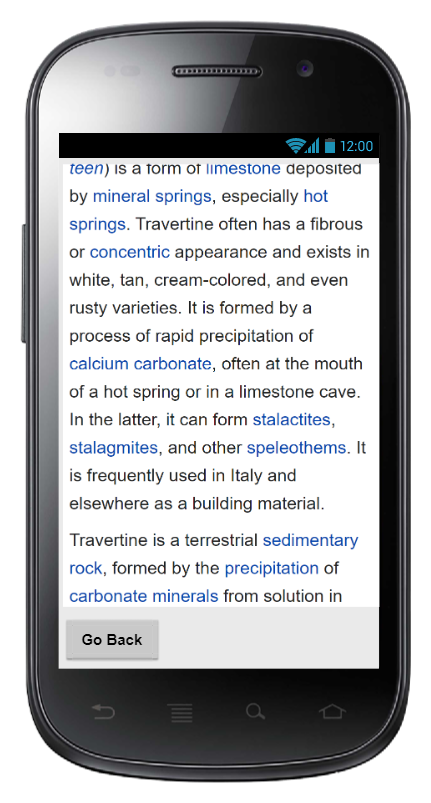 12:00
teen) is a form of limestone deposited
by mineral springs, especially hot
springs. Travertine often has a fibrous
or concentric appearance and exists in
white, tan, cream-colored, and even
rusty varieties. It is formed by a
process of rapid precipitation of
calcium carbonate, often at the mouth
of a hot spring or in a limestone cave.
In the latter, it can form stalactites,
stalagmites, and other speleothems. It
is frequently used in Italy and
elsewhere as a building material.
Travertine is a terrestrial sedimentary
rock, formed by the precipitation of
carbonate minerals from solution in
Go Back